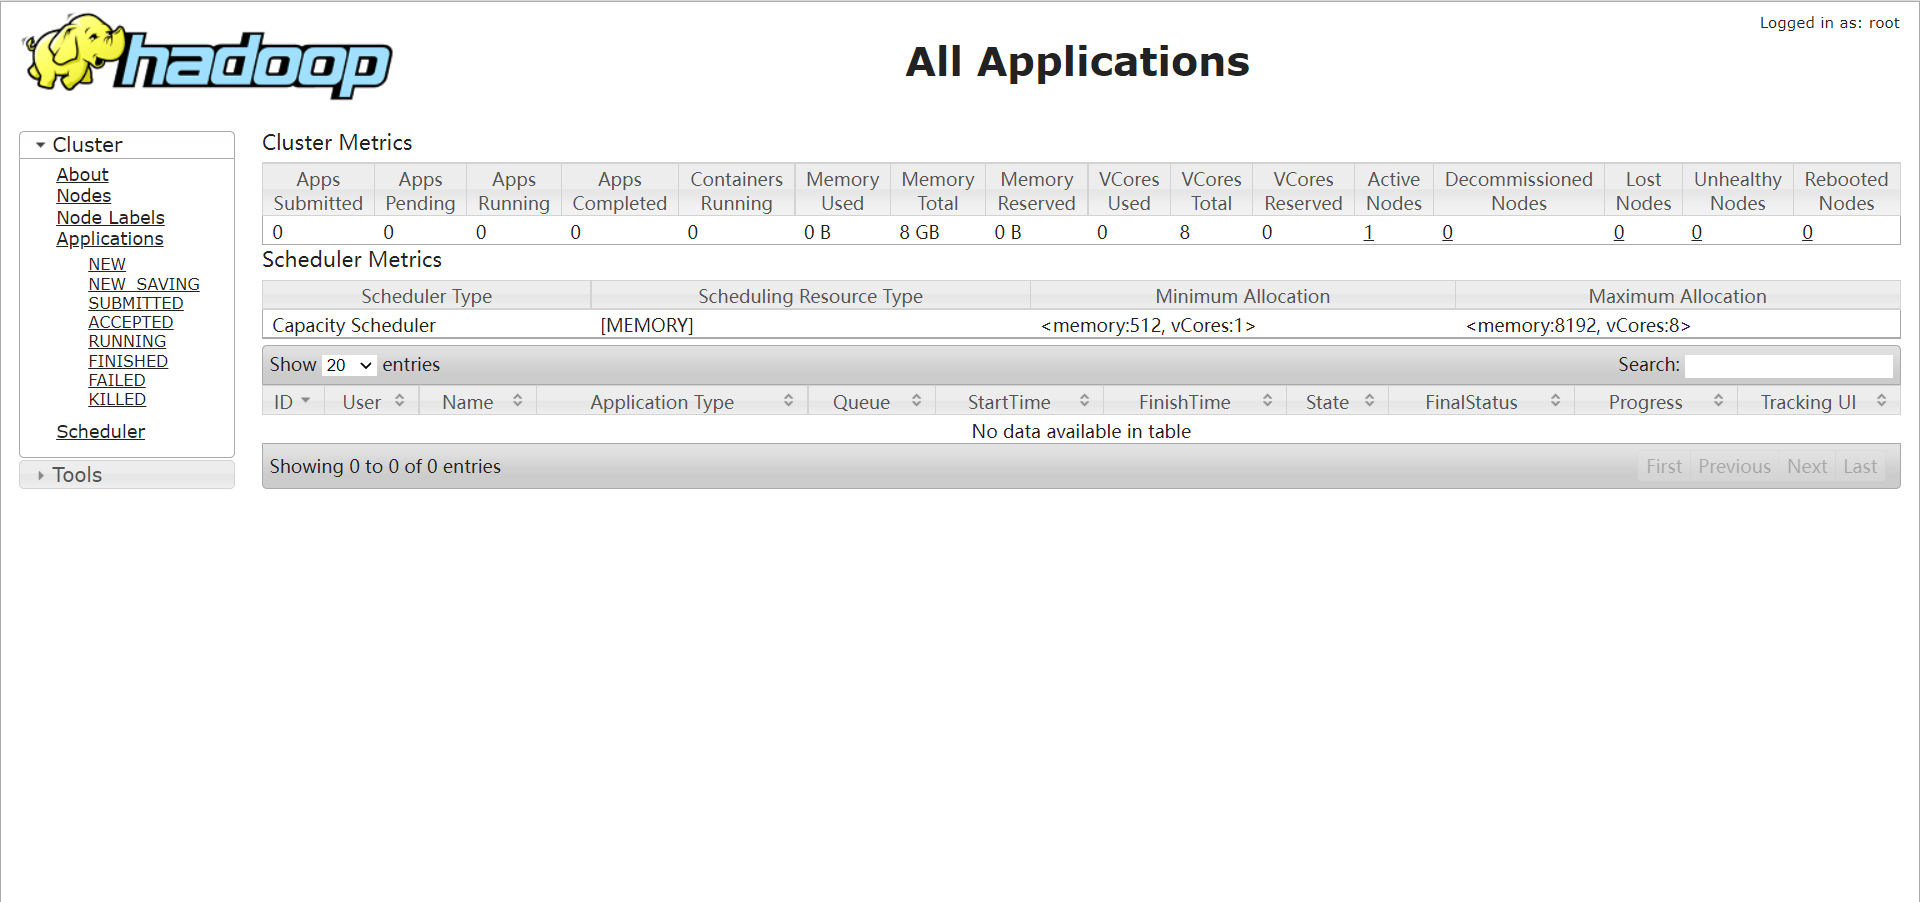 hadoop
Logged in as: root
All Applications
Cluster
About
Nodes
Node Labels
Applications
NEW
NEW_SAVING
SUBMITTED
ACCEPTED
RUNNING
FINISHED
FAILED
KILLED
Scheduler
Tools
Cluster Metrics
Apps Submitted Apps Pending Apps Running Apps Completed Containers Running Memory Used Memory Total Memory Reserved VCores Used VCores Total VCores Reserved Active Nodes Decommissioned Nodes Lost Nodes Unhealthy Nodes Rebooted Nodes
0 0 0 0 0 0 B 8 GB 0 B 0 8 0 1 0 0 0 0
Scheduler Metrics
Scheduler Type Scheduling Resource Type Minimum Allocation Maximum Allocation
Capacity Scheduler [MEMORY] <memory:512, vCores:1> <memory:8192, vCores:8>
Show 20 entries Search:
ID User Name Application Type Queue StartTime FinishTime State FinalStatus Progress Tracking UI
No data available in table
Showing 0 to 0 of 0 entries First Previous Next Last